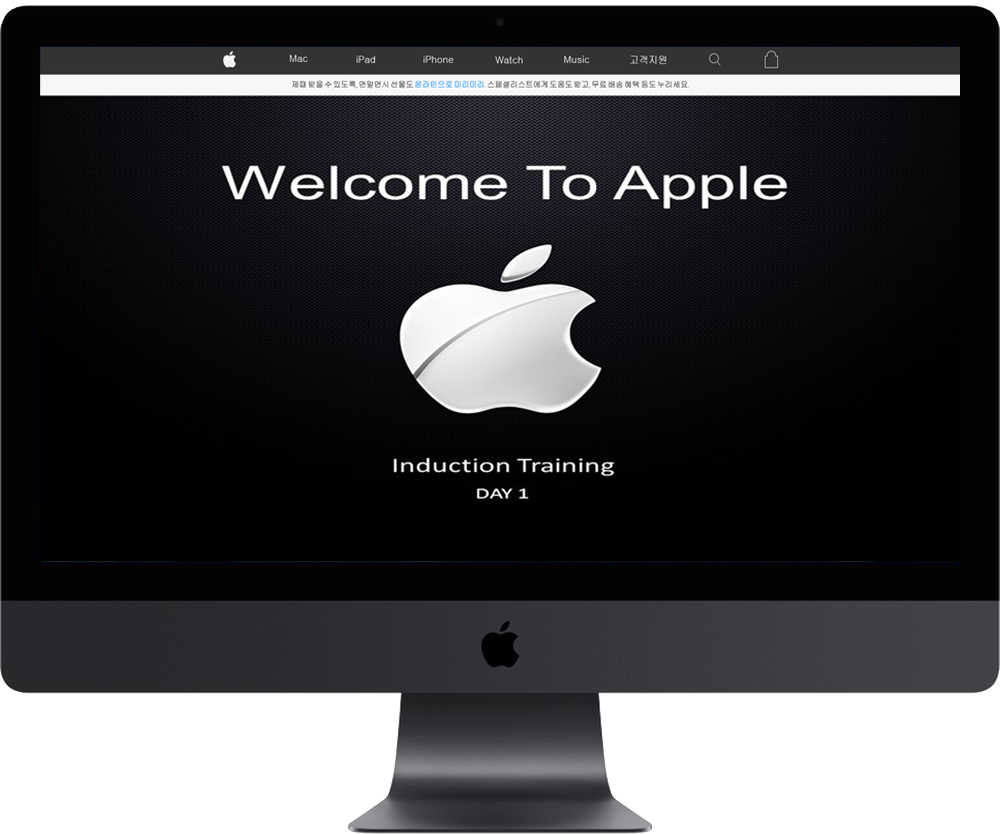 Mac iPad iPhone Watch Music 고객지원
제때 받을 수 있도록, 연말연시 선물도 온라인으로 미리미리. 스페셜리스트에게 도움도 받고, 무료 배송 혜택 등도 누리세요.
Welcome To Apple
Induction Training
DAY 1